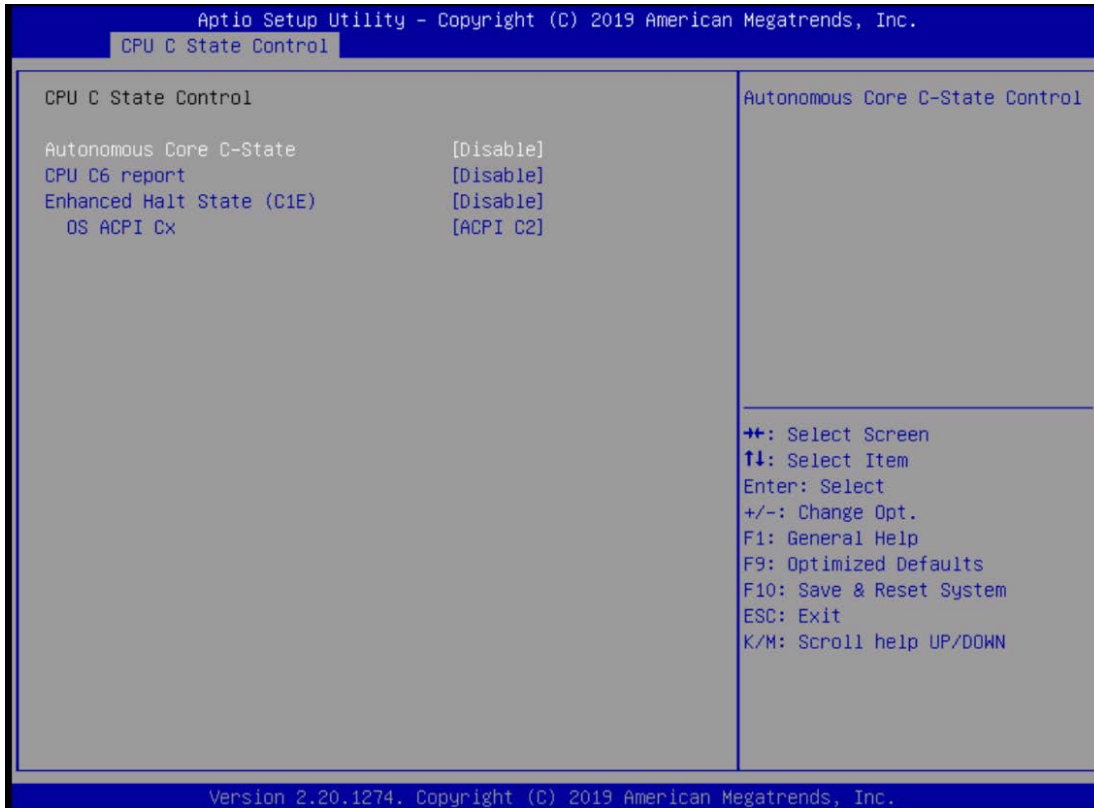 Aptio Setup Utility – Copyright (C) 2019 American Megatrends, Inc.
CPU C State Control
CPU C State Control
Autonomous Core C-State [Disable]
CPU C6 report [Disable]
Enhanced Halt State (C1E) [Disable]
OS ACPI Cx [ACPI C2]
Autonomous Core C-State Control
→←: Select Screen
↑↓: Select Item
Enter: Select
+/-: Change Opt.
F1: General Help
F9: Optimized Defaults
F10: Save & Reset System
ESC: Exit
K/M: Scroll help UP/DOWN
Version 2.20.1274. Copyright (C) 2019 American Megatrends, Inc.